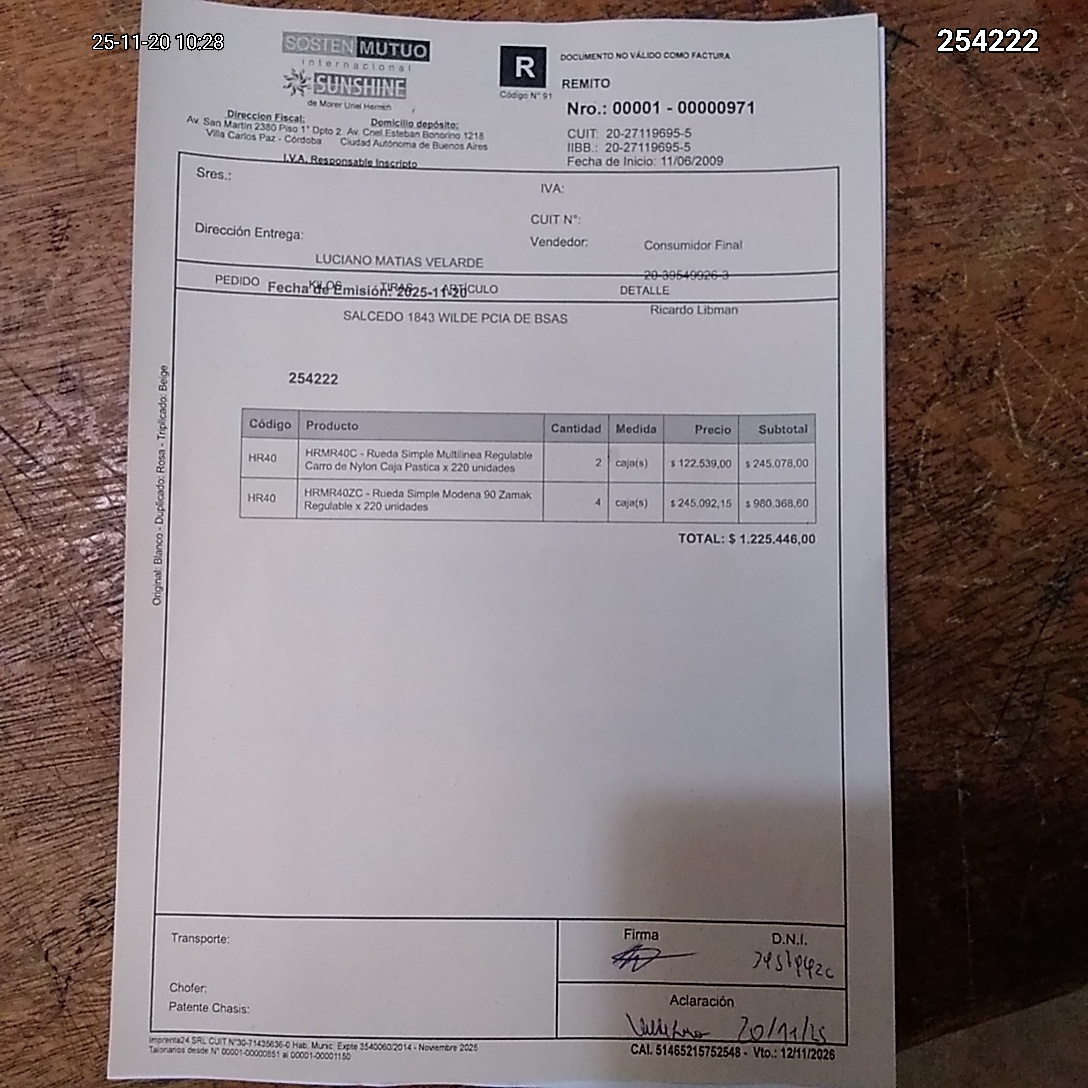 25-11-20 10:28
254222
SOSTEN MUTUO
internacional
SUNSHINE
de Morer Uriel Hernán
Direccion Fiscal:
Av. San Martín 2380 Piso 1° Dpto 2
Villa Carlos Paz - Córdoba
Domicilio depósito:
Av. Cnel.Esteban Bonorino 1218
Ciudad Autónoma de Buenos Aires
I.V.A. Responsable Inscripto
R
Código N° 91
DOCUMENTO NO VÁLIDO COMO FACTURA
REMITO
Nro.: 00001 - 00000971
CUIT: 20-27119695-5
IIBB.: 20-27119695-5
Fecha de Inicio: 11/06/2009
Sres.:
IVA:
CUIT N°:
Dirección Entrega:
Vendedor:
Consumidor Final
LUCIANO MATIAS VELARDE
20-39549926-3
PEDIDO KILOS TIRAS ARTÍCULO DETALLE
Fecha de Emisión: 2025-11-20
Ricardo Libman
SALCEDO 1843 WILDE PCIA DE BSAS
254222
Código Producto Cantidad Medida Precio Subtotal
HR40 HRMR40C - Rueda Simple Multilinea Regulable
Carro de Nylon Caja Pastica x 220 unidades 2 caja(s) $ 122.539,00 $ 245.078,00
HR40 HRMR40ZC - Rueda Simple Modena 90 Zamak
Regulable x 220 unidades 4 caja(s) $ 245.092,15 $ 980.368,60
TOTAL: $ 1.225.446,00
Original: Blanco - Duplicado: Rosa - Triplicado: Beige
Transporte:
Chofer:
Patente Chasis:
Firma
D.N.I.
Aclaración
20/11/25
Imprenta24 SRL CUIT N°30-71435636-0 Hab. Munic. Expte 3540060/2014 - Noviembre 2025
Talonarios desde N° 00001-00000851 al 00001-00001150
CAI. 51465215752548 - Vto.: 12/11/2026